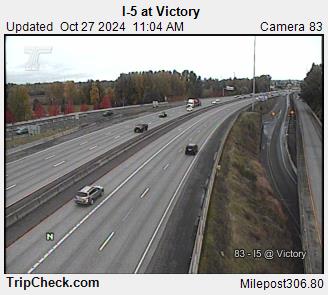 I-5 at Victory
Updated Oct 27 2024 11:04 AM Camera 83
TR
N
83 - I5 @ Victory
TripCheck.com Milepost306.80